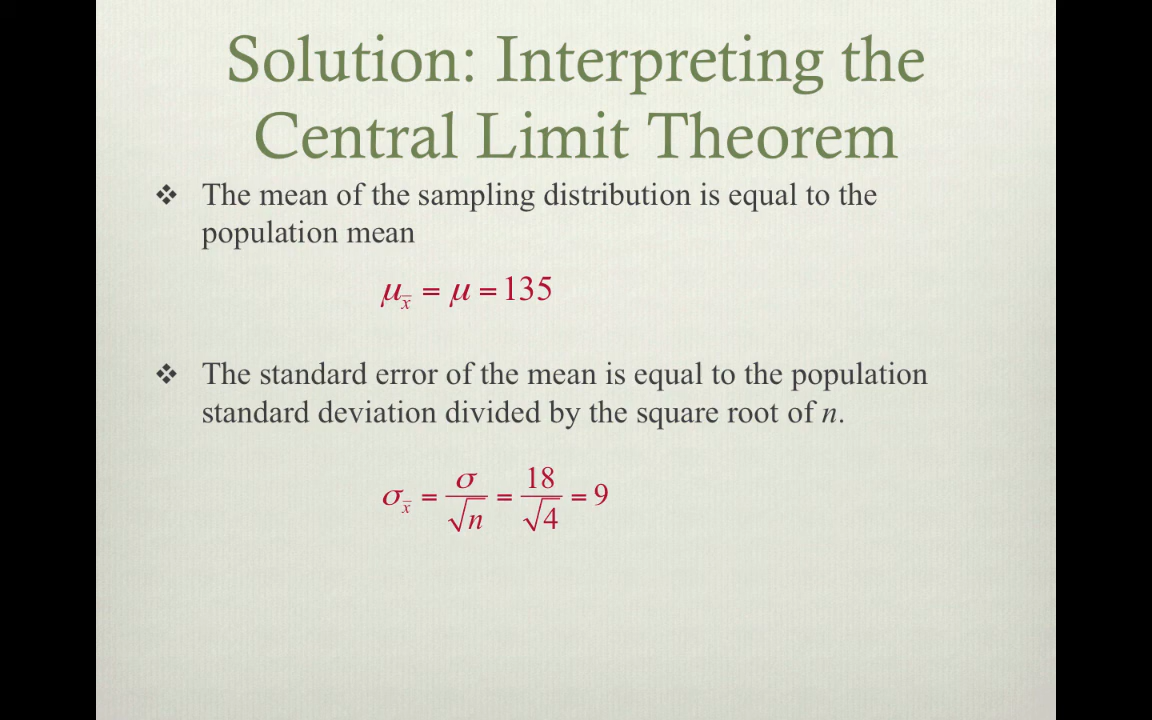 Solution: Interpreting the
Central Limit Theorem
❖ The mean of the sampling distribution is equal to the
population mean
μ_x̄ = μ = 135
❖ The standard error of the mean is equal to the population
standard deviation divided by the square root of n.
σ_x̄ = σ/√n = 18/√4 = 9